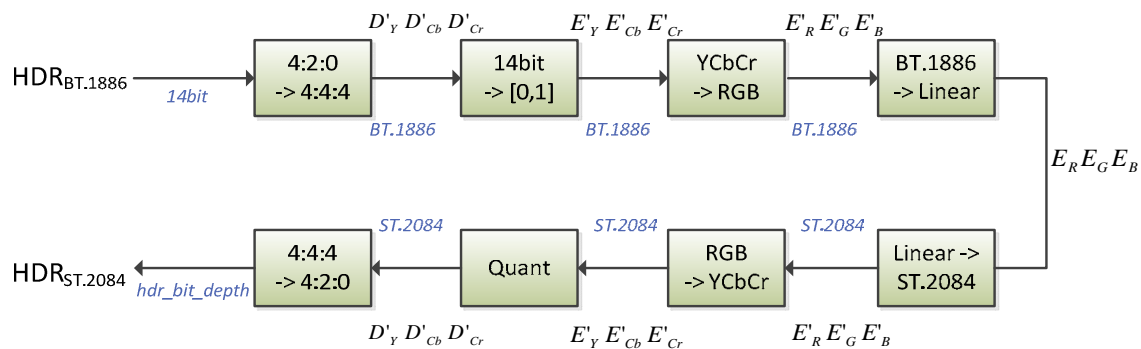 D'Y D'Cb D'Cr
E'Y E'Cb E'Cr
E'R E'G E'B
HDRBT.1886
14bit
4:2:0
-> 4:4:4
BT.1886
14bit
-> [0,1]
BT.1886
YCbCr
-> RGB
BT.1886
BT.1886
-> Linear
ER EG EB
ST.2084
ST.2084
ST.2084
HDRST.2084
hdr_bit_depth
4:4:4
-> 4:2:0
Quant
RGB
-> YCbCr
Linear ->
ST.2084
D'Y D'Cb D'Cr
E'Y E'Cb E'Cr
E'R E'G E'B